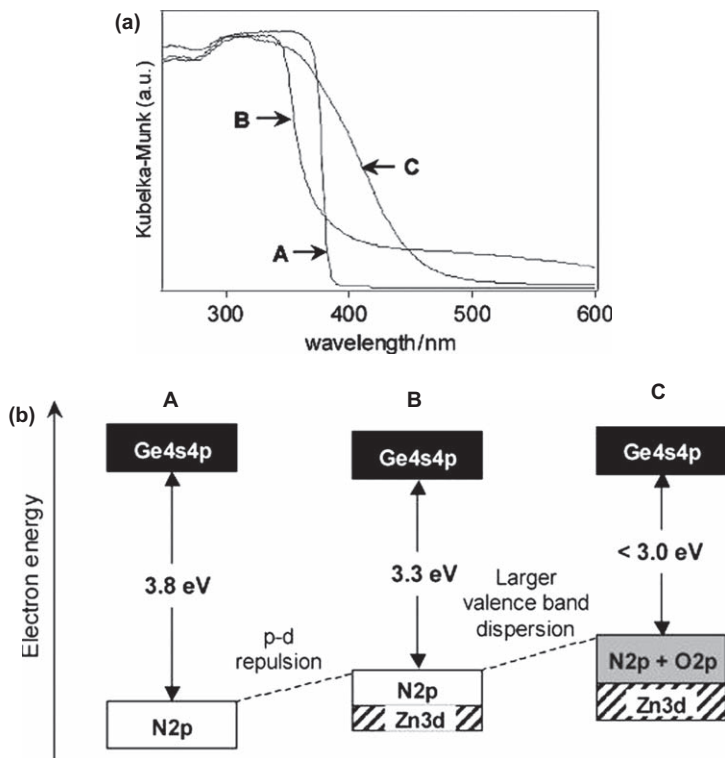 (a)
Kubelka-Munk (a.u.)
B
C
A
300
400
500
600
wavelength/nm
(b)
Electron energy
A
B
C
Ge4s4p
Ge4s4p
Ge4s4p
3.8 eV
3.3 eV
< 3.0 eV
p-d
repulsion
Larger
valence band
dispersion
N2p
N2p
Zn3d
N2p + O2p
Zn3d